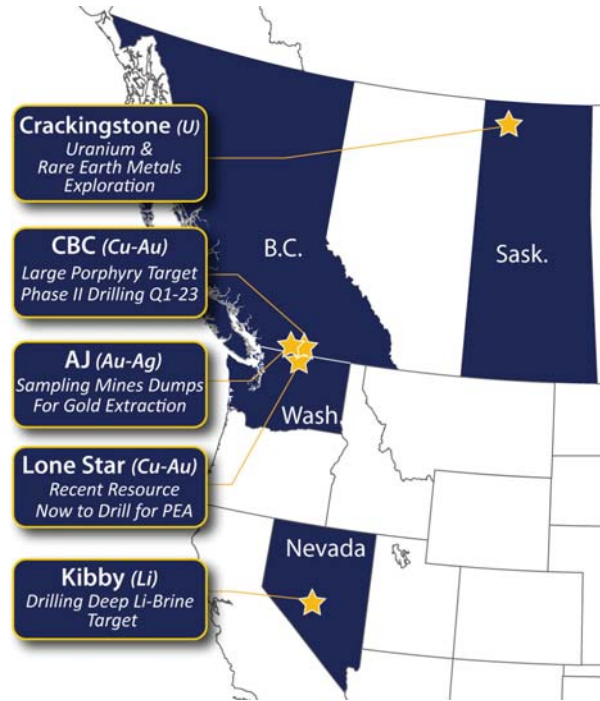 Crackingstone (U)
Uranium &
Rare Earth Metals
Exploration
CBC (Cu-Au)
Large Porphyry Target
Phase II Drilling Q1-23
AJ (Au-Ag)
Sampling Mines Dumps
For Gold Extraction
Lone Star (Cu-Au)
Recent Resource
Now to Drill for PEA
Kibby (Li)
Drilling Deep Li-Brine
Target
B.C.
Sask.
Wash.
Nevada